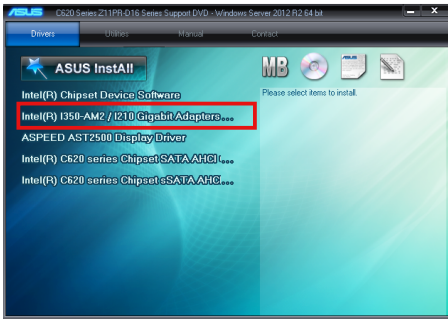 ASUS C620 Series Z11PR-D16 Series Support DVD - Windows Server 2012 R2 64 bit
Drivers Utilities Manual Contact
ASUS InstAll
MB
Please select items to install.
Intel(R) Chipset Device Software
Intel(R) I350-AM2 / I210 Gigabit Adapters...
ASPEED AST2500 Display Driver
Intel(R) C620 series Chipset SATA AHCI (...
Intel(R) C620 series Chipset sSATA AHCI...